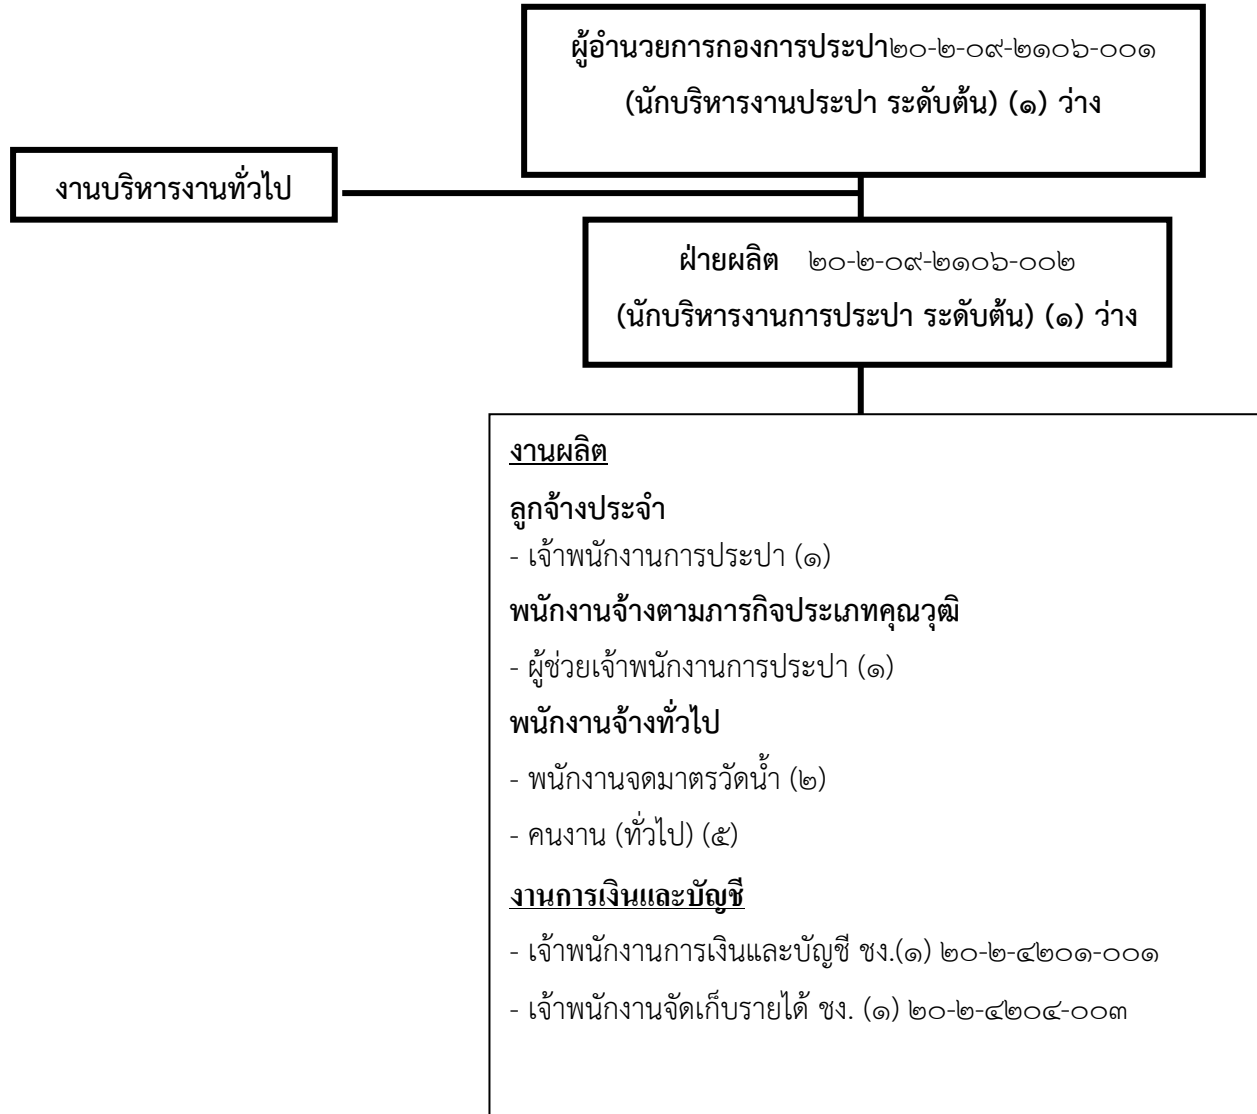 ผู้อำนวยการกองการประปา๒๐-๒-๐๙-๒๑๐๖-๐๐๑
(นักบริหารงานประปา ระดับต้น) (๑) ว่าง
งานบริหารงานทั่วไป
ฝ่ายผลิต ๒๐-๒-๐๙-๒๑๐๖-๐๐๒
(นักบริหารงานการประปา ระดับต้น) (๑) ว่าง
งานผลิต
ลูกจ้างประจำ
- เจ้าพนักงานการประปา (๑)
พนักงานจ้างตามภารกิจประเภทคุณวุฒิ
- ผู้ช่วยเจ้าพนักงานการประปา (๑)
พนักงานจ้างทั่วไป
- พนักงานจดมาตรวัดน้ำ (๒)
- คนงาน (ทั่วไป) (๕)
งานการเงินและบัญชี
- เจ้าพนักงานการเงินและบัญชี ชง.(๑) ๒๐-๒-๔๒๐๑-๐๐๑
- เจ้าพนักงานจัดเก็บรายได้ ชง. (๑) ๒๐-๒-๔๒๐๔-๐๐๓